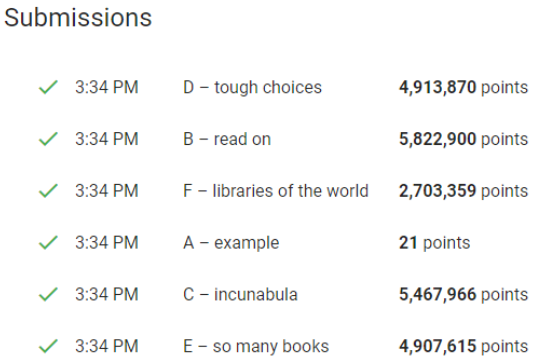 Submissions
3:34 PM D – tough choices 4,913,870 points
3:34 PM B – read on 5,822,900 points
3:34 PM F – libraries of the world 2,703,359 points
3:34 PM A – example 21 points
3:34 PM C – incunabula 5,467,966 points
3:34 PM E – so many books 4,907,615 points